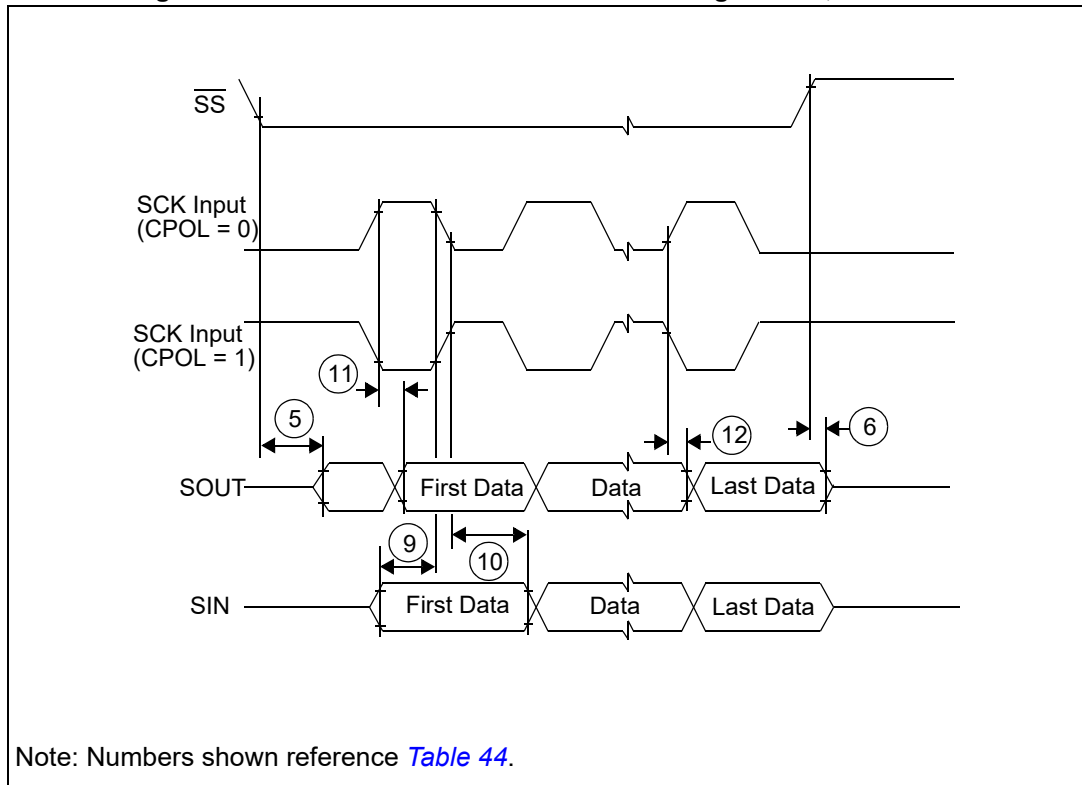 SS
SCK Input
(CPOL = 0)
SCK Input
(CPOL = 1)
11
5
12
6
SOUT
First Data
Data
Last Data
9
10
SIN
First Data
Data
Last Data
Note: Numbers shown reference Table 44.